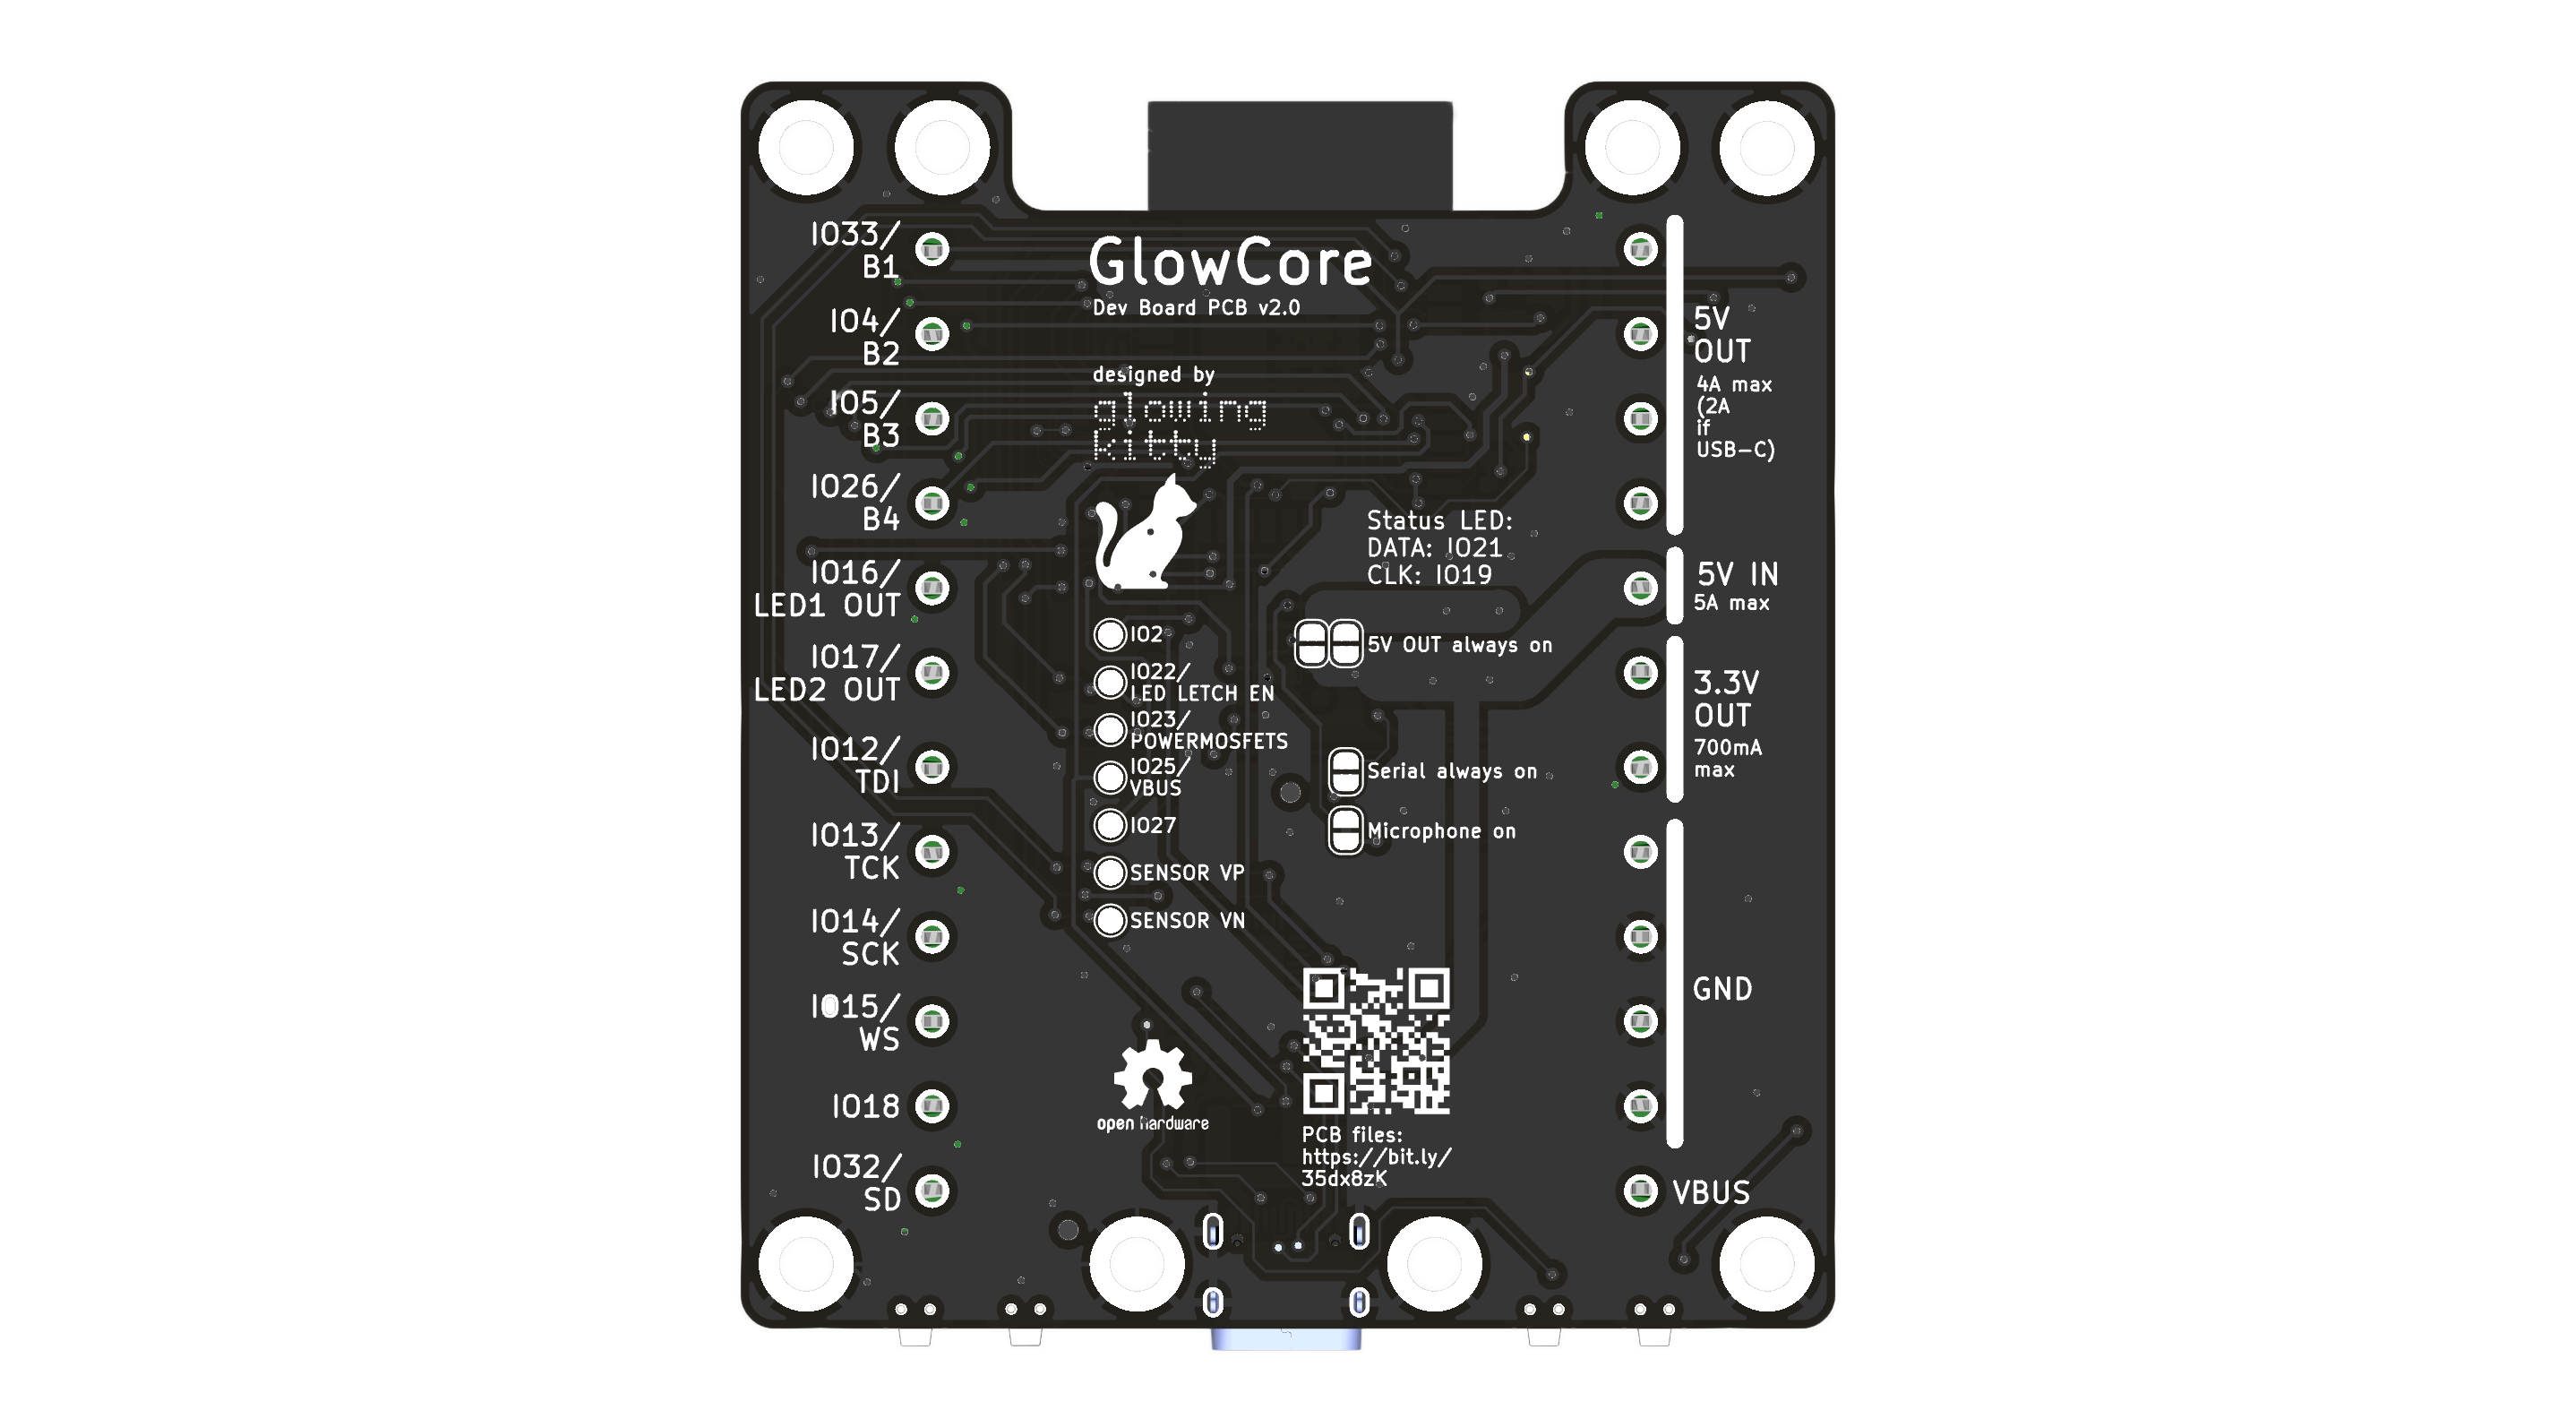 IO33/
B1
IO4/
B2
IO5/
B3
IO26/
B4
IO16/
LED1 OUT
IO17/
LED2 OUT
IO12/
TDI
IO13/
TCK
IO14/
SCK
IO15/
WS
IO18
IO32/
SD
GlowCore
Dev Board PCB v2.0
designed by
glowing
kitty
Status LED:
DATA: IO21
CLK: IO19
IO2
IO22/
LED LETCH EN
IO23/
POWERMOSFETS
IO25/
VBUS
IO27
SENSOR VP
SENSOR VN
5V OUT always on
Serial always on
Microphone on
open hardware
PCB files:
https://bit.ly/
35dx8zK
5V
OUT
4A max
(2A
if
USB-C)
5V IN
5A max
3.3V
OUT
700mA
max
GND
VBUS